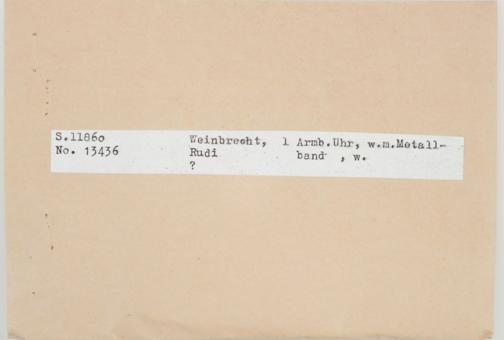 S.11860 Weinbrecht, 1 Armb.Uhr, w.m.Metall-
No. 13436 Rudi band , w.
?